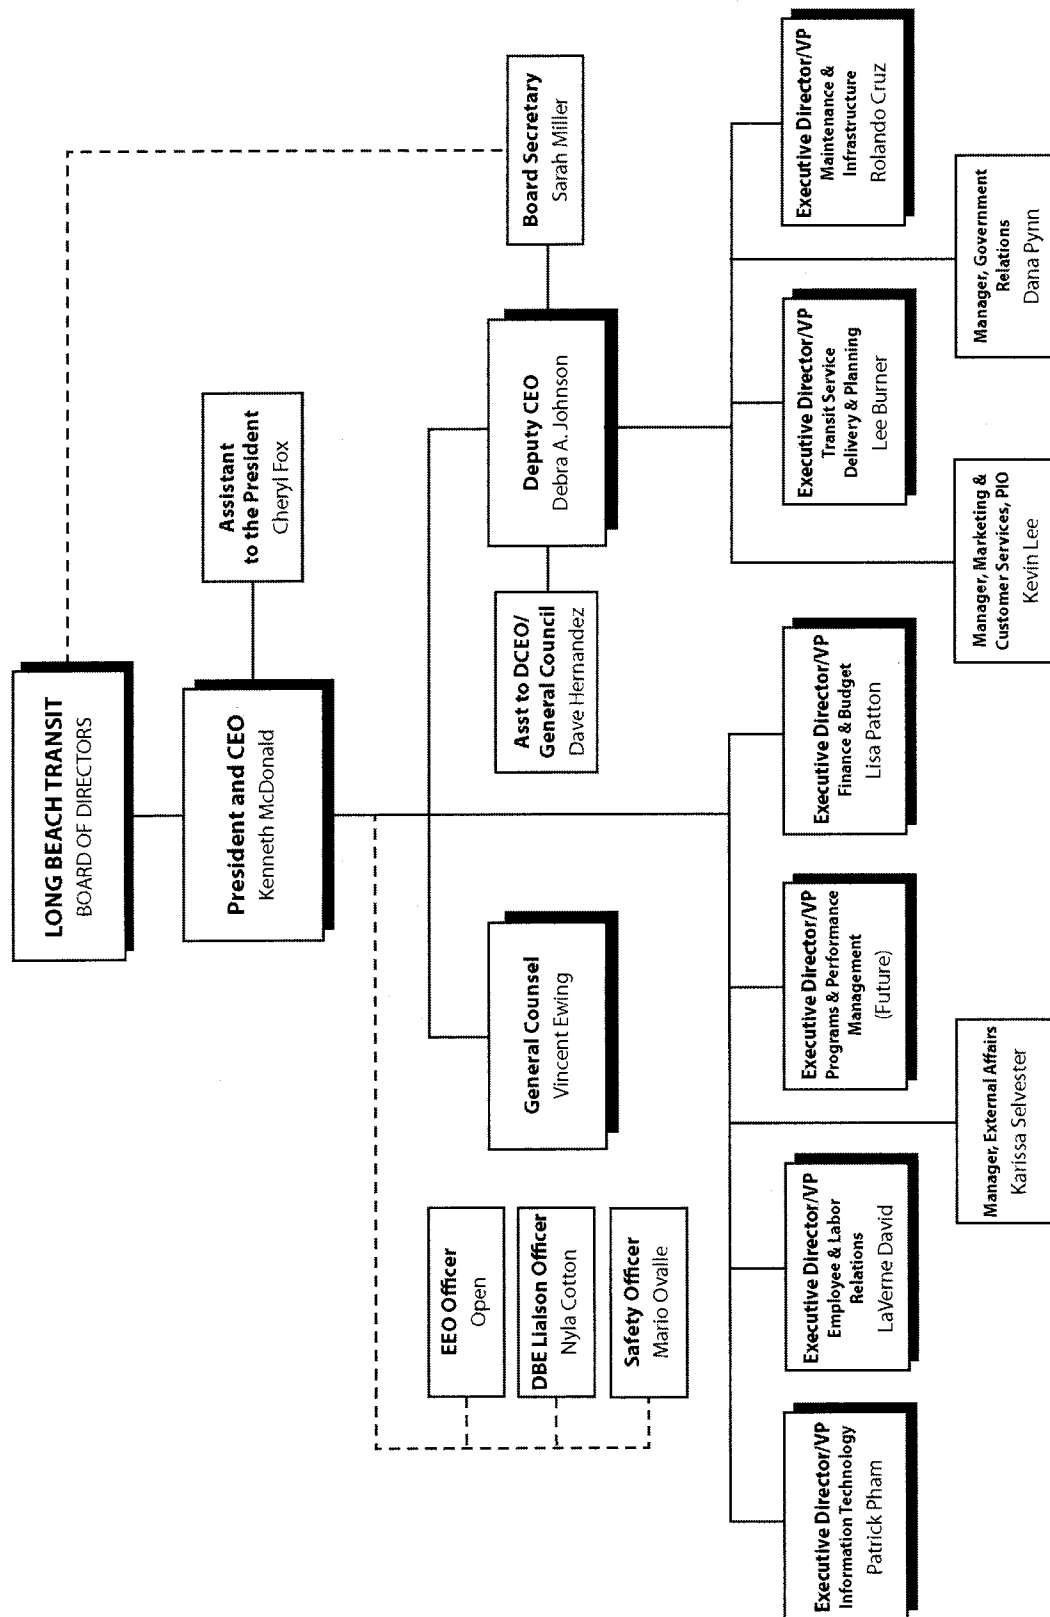 LONG BEACH TRANSIT
BOARD OF DIRECTORS
President and CEO
Kenneth McDonald
Assistant
to the President
Cheryl Fox
EEO Officer
Open
DBE Liaison Officer
Nyla Cotton
Safety Officer
Mario Ovalle
General Counsel
Vincent Ewing
Asst to DCEO/
General Council
Dave Hernandez
Deputy CEO
Debra A. Johnson
Board Secretary
Sarah Miller
Executive Director/VP
Information Technology
Patrick Pham
Executive Director/VP
Employee & Labor
Relations
LaVerne David
Executive Director/VP
Programs & Performance
Management
(Future)
Executive Director/VP
Finance & Budget
Lisa Patton
Executive Director/VP
Transit Service
Delivery & Planning
Lee Burner
Executive Director/VP
Maintenance &
Infrastructure
Rolando Cruz
Manager, External Affairs
Karissa Selvester
Manager, Marketing &
Customer Services, PIO
Kevin Lee
Manager, Government
Relations
Dana Pynn